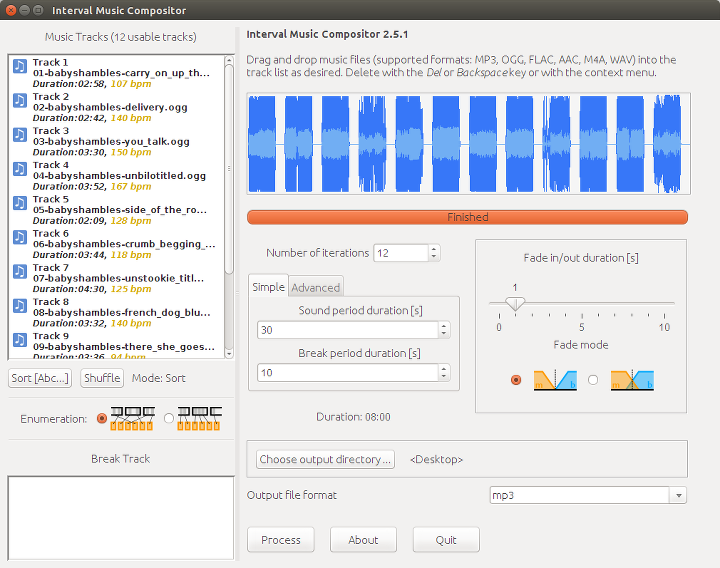 Interval Music Compositor
Music Tracks (12 usable tracks)
Track 1
01-babyshambles-carry_on_up_th...
Duration:02:58, 107 bpm
Track 2
02-babyshambles-delivery.ogg
Duration:02:42, 140 bpm
Track 3
03-babyshambles-you_talk.ogg
Duration:03:30, 150 bpm
Track 4
04-babyshambles-unbilotitled.ogg
Duration:03:52, 167 bpm
Track 5
05-babyshambles-side_of_the_ro...
Duration:02:09, 128 bpm
Track 6
06-babyshambles-crumb_begging_...
Duration:03:44, 118 bpm
Track 7
07-babyshambles-unstookie_titl...
Duration:04:30, 125 bpm
Track 8
08-babyshambles-french_dog_blu...
Duration:03:32, 140 bpm
Track 9
09-babyshambles-there_she_goes...
Duration:03:36, 94 bpm
Sort [Abc...]
Shuffle
Mode: Sort
Enumeration:
Break Track
Interval Music Compositor 2.5.1
Drag and drop music files (supported formats: MP3, OGG, FLAC, AAC, M4A, WAV) into the
track list as desired. Delete with the Del or Backspace key or with the context menu.
Finished
Number of iterations
12
Simple
Advanced
Sound period duration [s]
30
Break period duration [s]
10
Duration: 08:00
Fade in/out duration [s]
1
0 5 10
Fade mode
m b
m b
Choose output directory...
<Desktop>
Output file format
mp3
Process
About
Quit